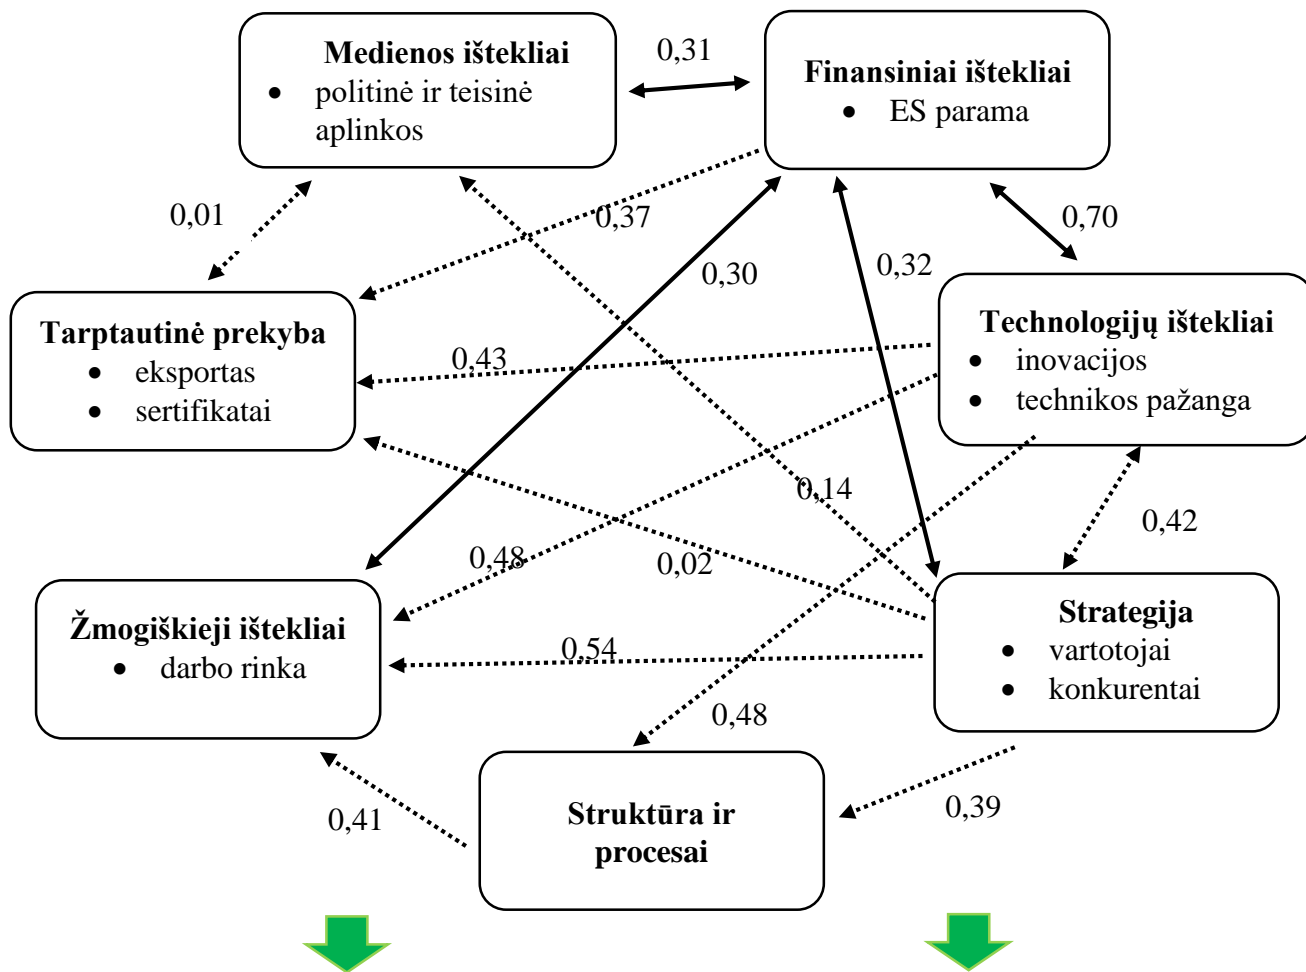 Medienos ištekliai
• politinė ir teisinė
aplinkos
0,31
Finansiniai ištekliai
• ES parama
0,01
0,37
0,70
0,30
0,32
Tarptautinė prekyba
• eksportas
• sertifikatai
0,43
Technologijų ištekliai
• inovacijos
• technikos pažanga
0,14
0,42
0,48
0,02
Žmogiškieji ištekliai
• darbo rinka
0,54
Strategija
• vartotojai
• konkurentai
0,48
0,41
Struktūra ir
procesai
0,39